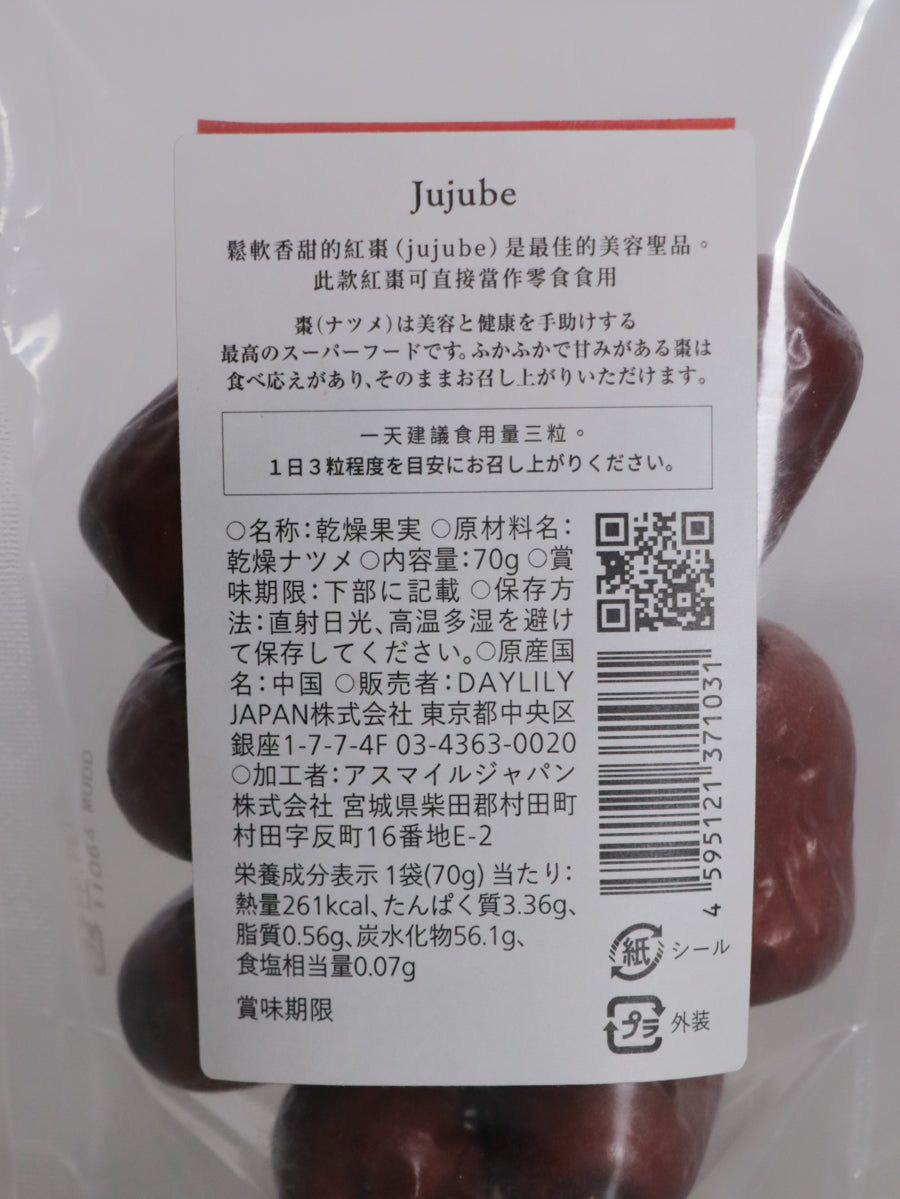 Jujube
鬆軟香甜的紅棗(jujube)是最佳的美容聖品。
此款紅棗可直接當作零食食用
棗(ナツメ)は美容と健康を手助けする
最高のスーパーフードです。ふかふかで甘みがある棗は
食べ応えがあり、そのままお召し上がりいただけます。
一天建議食用量三粒。
1日3粒程度を目安にお召し上がりください。
○名称:乾燥果実 ○原材料名:
乾燥ナツメ ○内容量:70g ○賞
味期限:下部に記載 ○保存方
法:直射日光、高温多湿を避け
て保存してください。○原産国
名:中国 ○販売者:DAYLILY
JAPAN株式会社 東京都中央区
銀座1-7-7-4F 03-4363-0020
○加工者:アスマイルジャパン
株式会社 宮城県柴田郡村田町
村田字反町16番地E-2
栄養成分表示 1袋(70g) 当たり:
熱量261kcal、たんぱく質3.36g、
脂質0.56g、炭水化物56.1g、
食塩相当量0.07g
賞味期限
4 595121 371031
紙 シール
プラ 外装